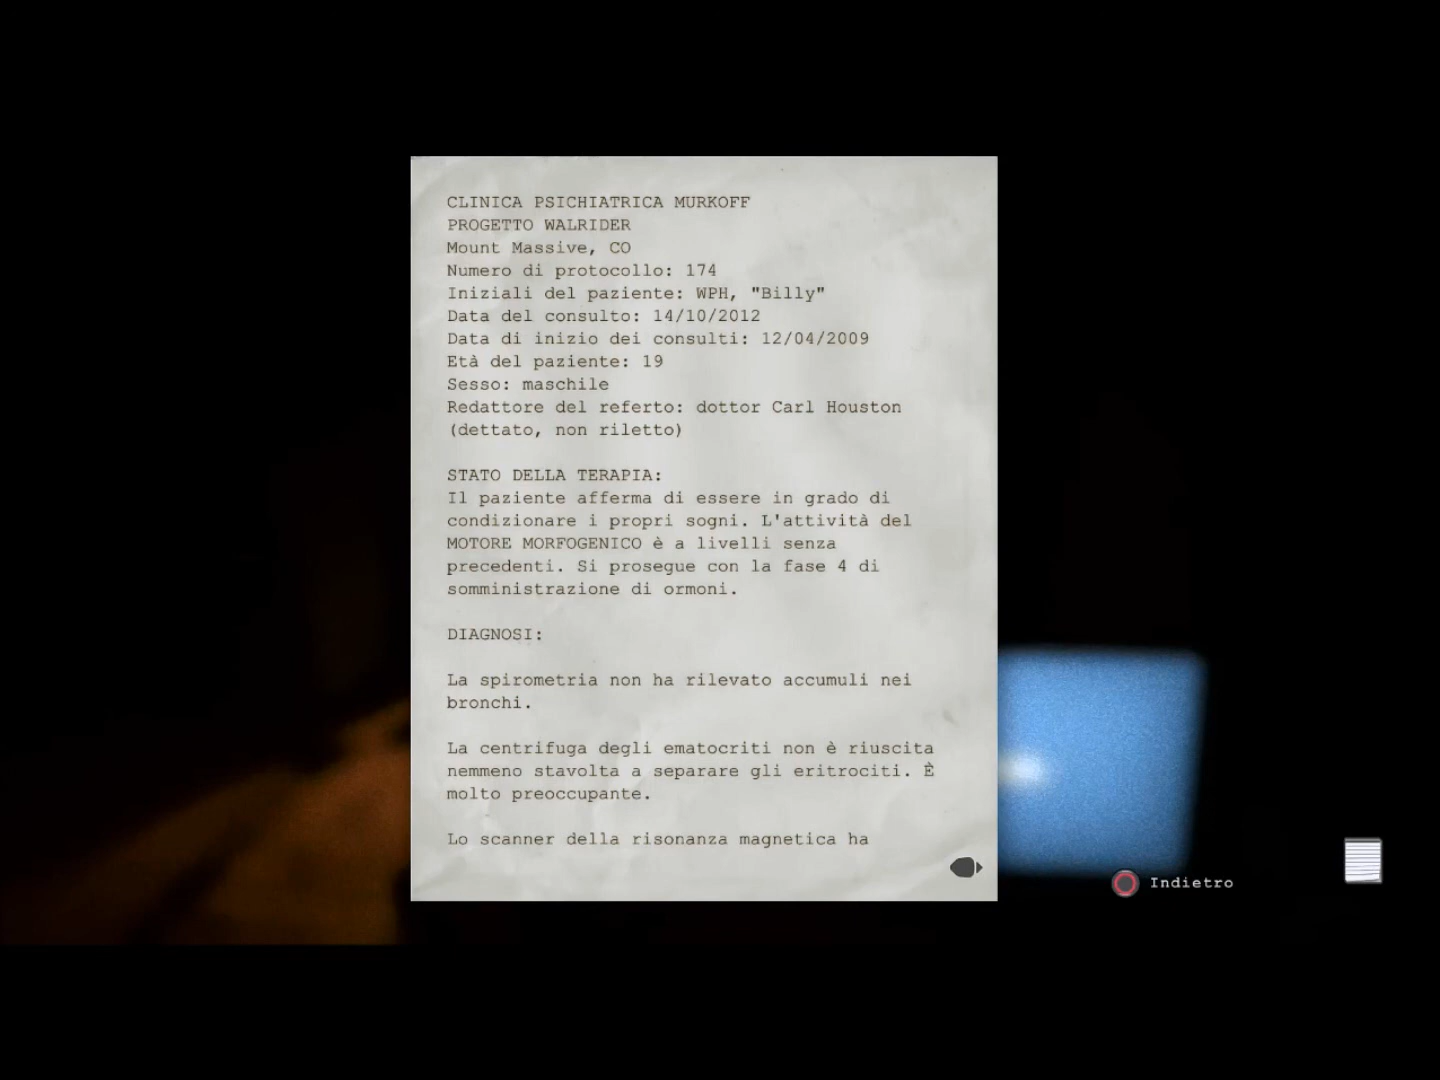 CLINICA PSICHIATRICA MURKOFF
PROGETTO WALRIDER
Mount Massive, CO
Numero di protocollo: 174
Iniziali del paziente: WPH, "Billy"
Data del consulto: 14/10/2012
Data di inizio dei consulti: 12/04/2009
Età del paziente: 19
Sesso: maschile
Redattore del referto: dottor Carl Houston
(dettato, non riletto)
STATO DELLA TERAPIA:
Il paziente afferma di essere in grado di
condizionare i propri sogni. L'attività del
MOTORE MORFOGENICO è a livelli senza
precedenti. Si prosegue con la fase 4 di
somministrazione di ormoni.
DIAGNOSI:
La spirometria non ha rilevato accumuli nei
bronchi.
La centrifuga degli ematocriti non è riuscita
nemmeno stavolta a separare gli eritrociti. È
molto preoccupante.
Lo scanner della risonanza magnetica ha
Indietro